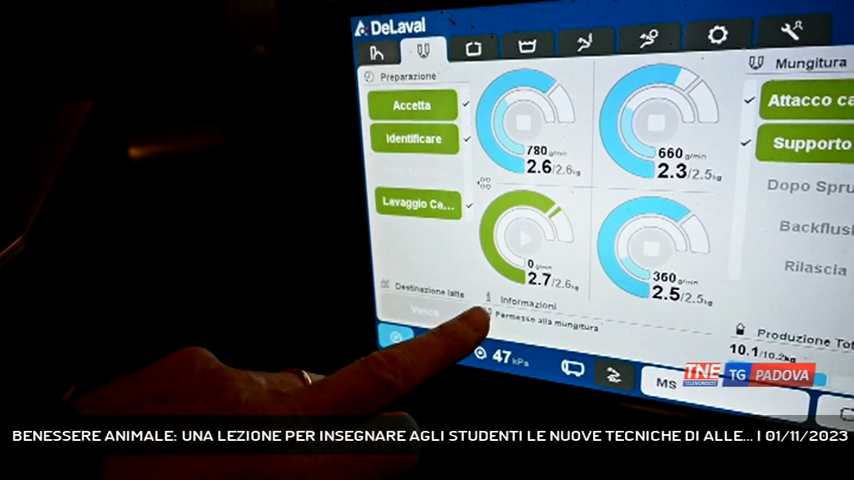 DeLaval
Preparazione
Accetta
Identificare
Lavaggio Ca...
780 g/min
2.6/2.6kg
660 g/min
2.3/2.5kg
0 g/min
2.7/2.6kg
360 g/min
2.5/2.5kg
Mungitura
Attacco ca
Supporto
Dopo Spru
Backflusl
Rilascia
Destinazione latte
Vasca
Informazioni
Permesso alla mungitura
Produzione Tot
10.1/10.2kg
47 kPa
MS
TNE TG PADOVA
TELENORDEST
BENESSERE ANIMALE: UNA LEZIONE PER INSEGNARE AGLI STUDENTI LE NUOVE TECNICHE DI ALLE... | 01/11/2023